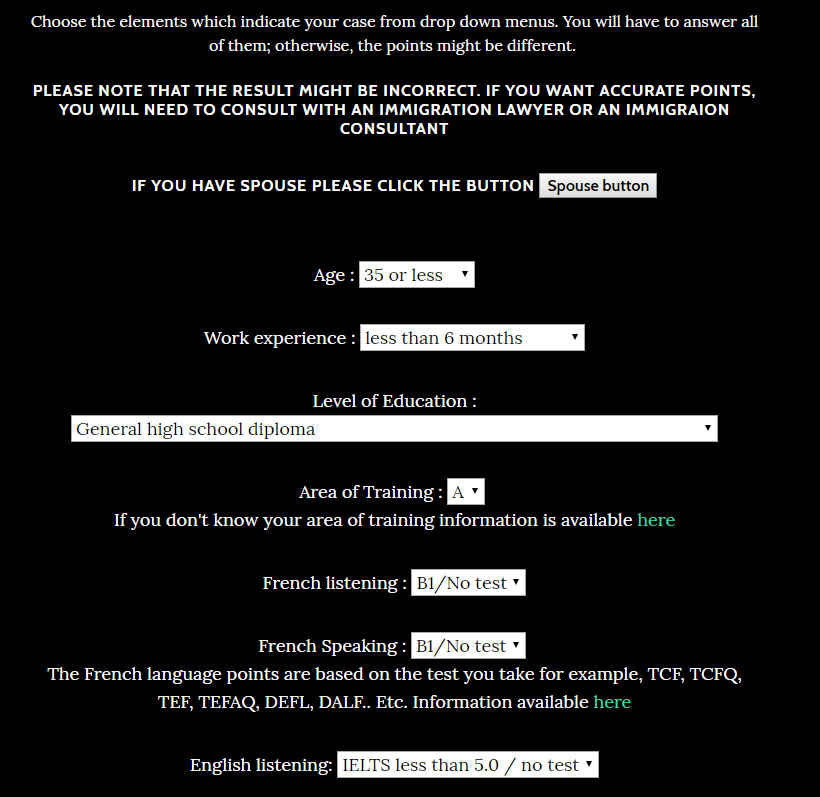 Choose the elements which indicate your case from drop down menus. You will have to answer all
of them; otherwise, the points might be different.
PLEASE NOTE THAT THE RESULT MIGHT BE INCORRECT. IF YOU WANT ACCURATE POINTS,
YOU WILL NEED TO CONSULT WITH AN IMMIGRATION LAWYER OR AN IMMIGRAION
CONSULTANT
IF YOU HAVE SPOUSE PLEASE CLICK THE BUTTON Spouse button
Age : 35 or less
Work experience : less than 6 months
Level of Education :
General high school diploma
Area of Training : A
If you don't know your area of training information is available here
French listening : B1/No test
French Speaking : B1/No test
The French language points are based on the test you take for example, TCF, TCFQ,
TEF, TEFAQ, DEFL, DALF.. Etc. Information available here
English listening: IELTS less than 5.0 / no test